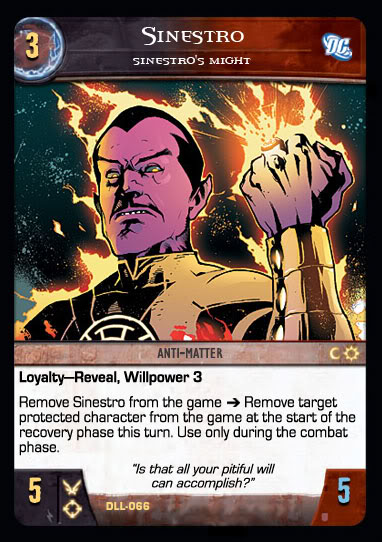 3
SINESTRO
SINESTRO'S MIGHT
DC
ANTI-MATTER
C
Loyalty—Reveal, Willpower 3
Remove Sinestro from the game ➔ Remove target
protected character from the game at the start of the
recovery phase this turn. Use only during the combat
phase.
"Is that all your pitiful will
can accomplish?"
5
5
DLL-066